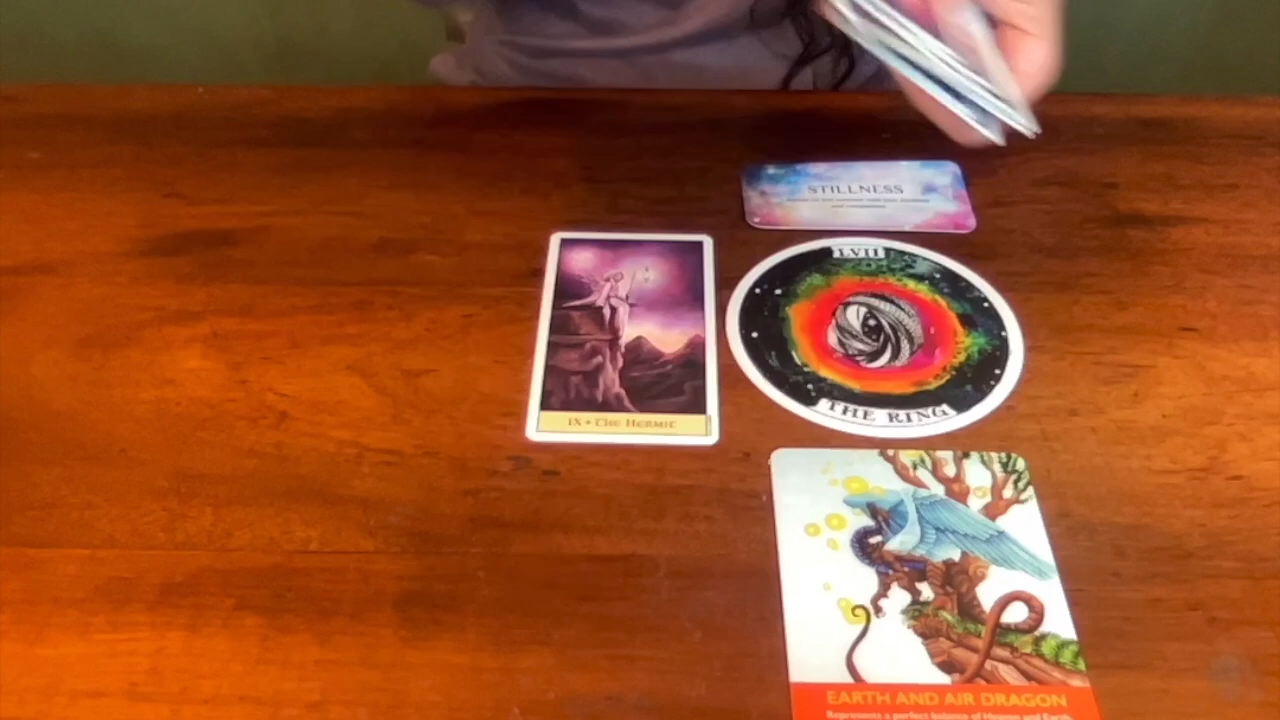 STILLNESS
LVII
THE RING
IX • The Hermit
EARTH AND AIR DRAGON
Represents a perfect balance of Heaven and Earth